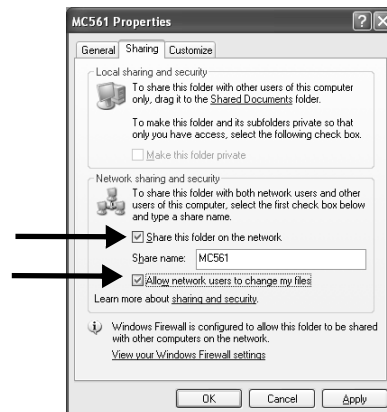 MC561 Properties
General Sharing Customize
Local sharing and security
To share this folder with other users of this computer
only, drag it to the Shared Documents folder.
To make this folder and its subfolders private so that
only you have access, select the following check box.
Make this folder private
Network sharing and security
To share this folder with both network users and other
users of this computer, select the first check box below
and type a share name.
Share this folder on the network
Share name: MC561
Allow network users to change my files
Learn more about sharing and security.
Windows Firewall is configured to allow this folder to be shared
with other computers on the network.
View your Windows Firewall settings
OK Cancel Apply